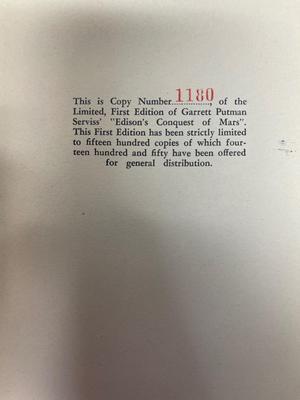 This is Copy Number 1180, of the
Limited, First Edition of Garrett Putman
Serviss' "Edison's Conquest of Mars".
This First Edition has been strictly limited
to fifteen hundred copies of which four-
teen hundred and fifty have been offered
for general distribution.